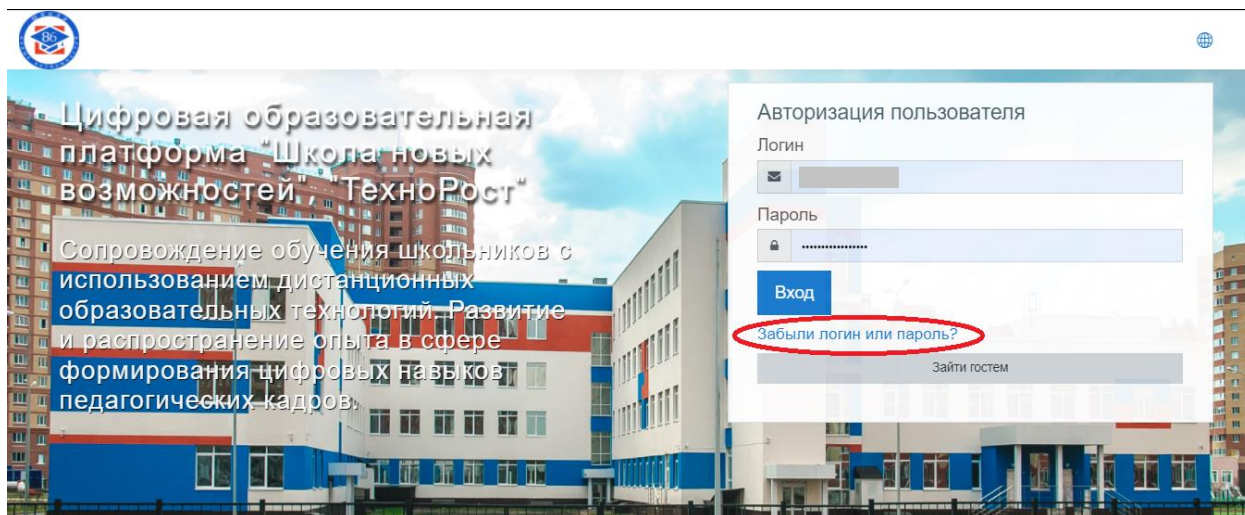 86
Цифровая образовательная
платформа "Школа новых
возможностей" "ТехноРост"
Сопровождение обучения школьников с
использованием дистанционных
образовательных технологий. Развитие
и распространение опыта в сфере
формирования цифровых навыков
педагогических кадров.
Авторизация пользователя
Логин
Пароль
Вход
Забыли логин или пароль?
Зайти гостем